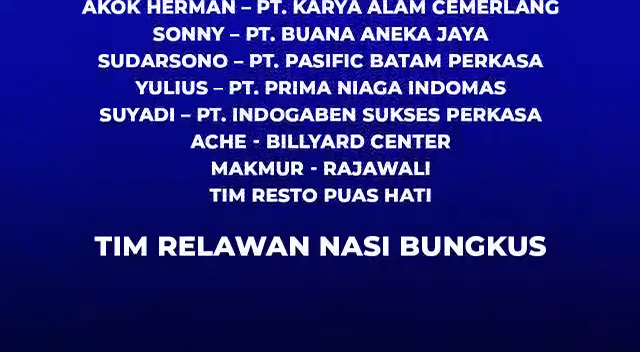 AKOK HERMAN – PT. KARYA ALAM CEMERLANG
SONNY – PT. BUANA ANEKA JAYA
SUDARSONO – PT. PASIFIC BATAM PERKASA
YULIUS – PT. PRIMA NIAGA INDOMAS
SUYADI – PT. INDOGABEN SUKSES PERKASA
ACHE - BILLYARD CENTER
MAKMUR - RAJAWALI
TIM RESTO PUAS HATI
TIM RELAWAN NASI BUNGKUS